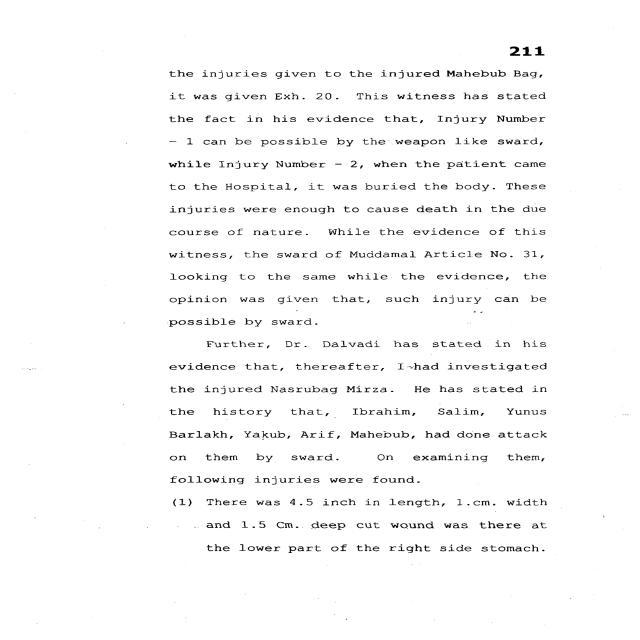 211
the injuries given to the injured Mahebub Bag,
it was given Exh. 20. This witness has stated
the fact in his evidence that, Injury Number
- 1 can be possible by the weapon like sward,
while Injury Number - 2, when the patient came
to the Hospital, it was buried the body. These
injuries were enough to cause death in the due
course of nature. While the evidence of this
witness, the sward of Muddamal Article No. 31,
looking to the same while the evidence, the
opinion was given that, such injury can be
possible by sward.
Further, Dr. Dalvadi has stated in his
evidence that, thereafter, I had investigated
the injured Nasrubag Mirza. He has stated in
the history that, Ibrahim, Salim, Yunus
Barlakh, Yakub, Arif, Mahebub, had done attack
on them by sward. On examining them,
following injuries were found.
(1) There was 4.5 inch in length, 1.cm. width
and 1.5 Cm. deep cut wound was there at
the lower part of the right side stomach.